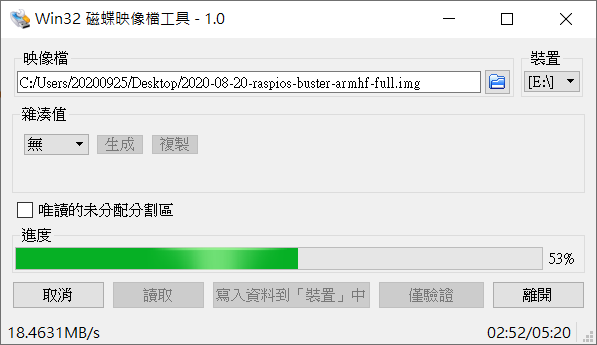 Win32 磁碟映像檔工具 - 1.0
映像檔
裝置
C:/Users/20200925/Desktop/2020-08-20-raspios-buster-armhf-full.img
[E:\]
雜湊值
無
生成
複製
唯讀的未分配分割區
進度
53%
取消
讀取
寫入資料到「裝置」中
僅驗證
離開
18.4631MB/s
02:52/05:20